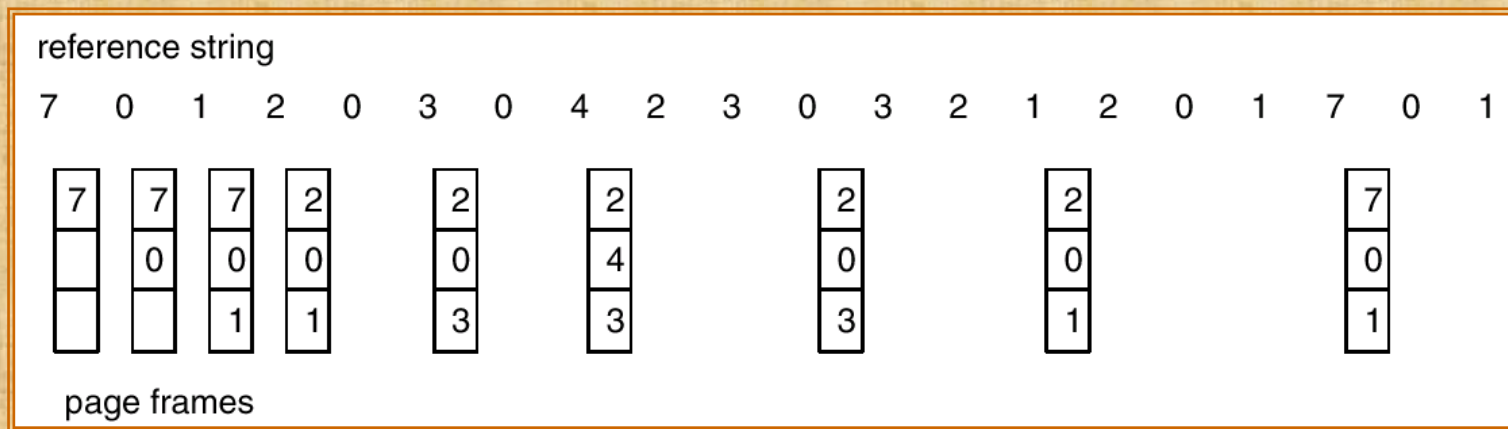 reference string
7 0 1 2 0 3 0 4 2 3 0 3 2 1 2 0 1 7 0 1
7 7 7 2 2 2 2 2 7
0 0 0 0 4 0 0 0
1 1 3 3 3 1 1
page frames